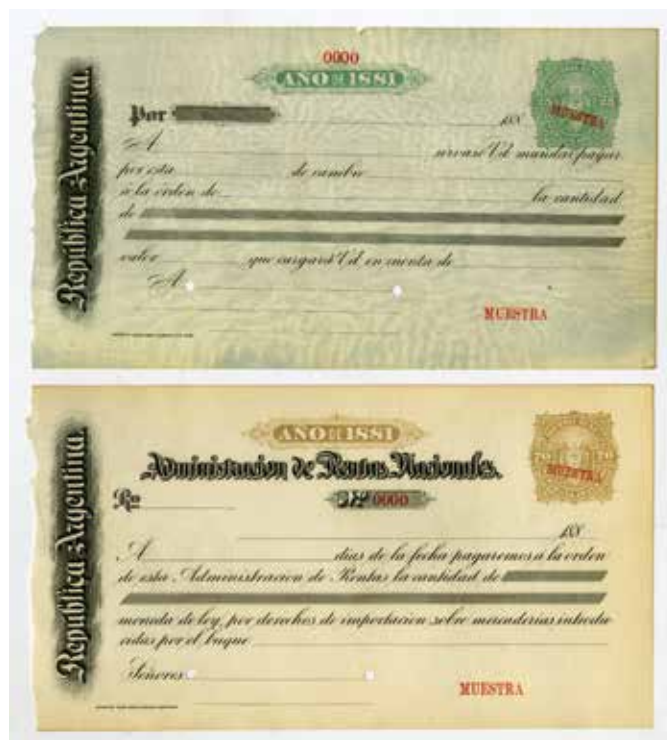 República Argentina.
0000
AÑO DE 1881
Por
188
MUESTRA
A sirvase Vd. mandar pagar
por esta de cambio
à la orden de la cantidad
de
valor que cargará Vd. en cuenta de
A
MUESTRA
República Argentina.
AÑO DE 1881
MUESTRA
Administracion de Rentas Nacionales.
Rn
0000
188
A dias de la fecha pagaremos á la orden
de esta Administracion de Rentas la cantidad de
moneda de ley, por derechos de importacion sobre mercaderias introdu
cidas por el buque
Señores
MUESTRA